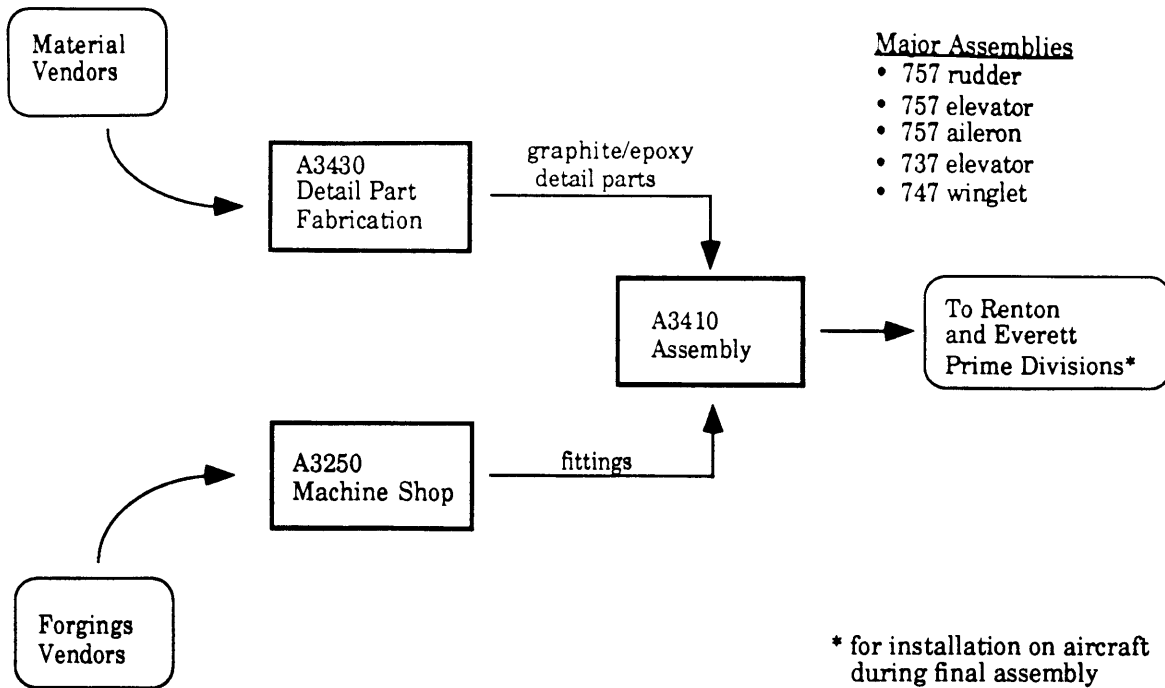 Material
Vendors
Major Assemblies
• 757 rudder
• 757 elevator
• 757 aileron
• 737 elevator
• 747 winglet
A3430
Detail Part
Fabrication
graphite/epoxy
detail parts
A3410
Assembly
To Renton
and Everett
Prime Divisions*
A3250
Machine Shop
fittings
Forgings
Vendors
* for installation on aircraft
during final assembly